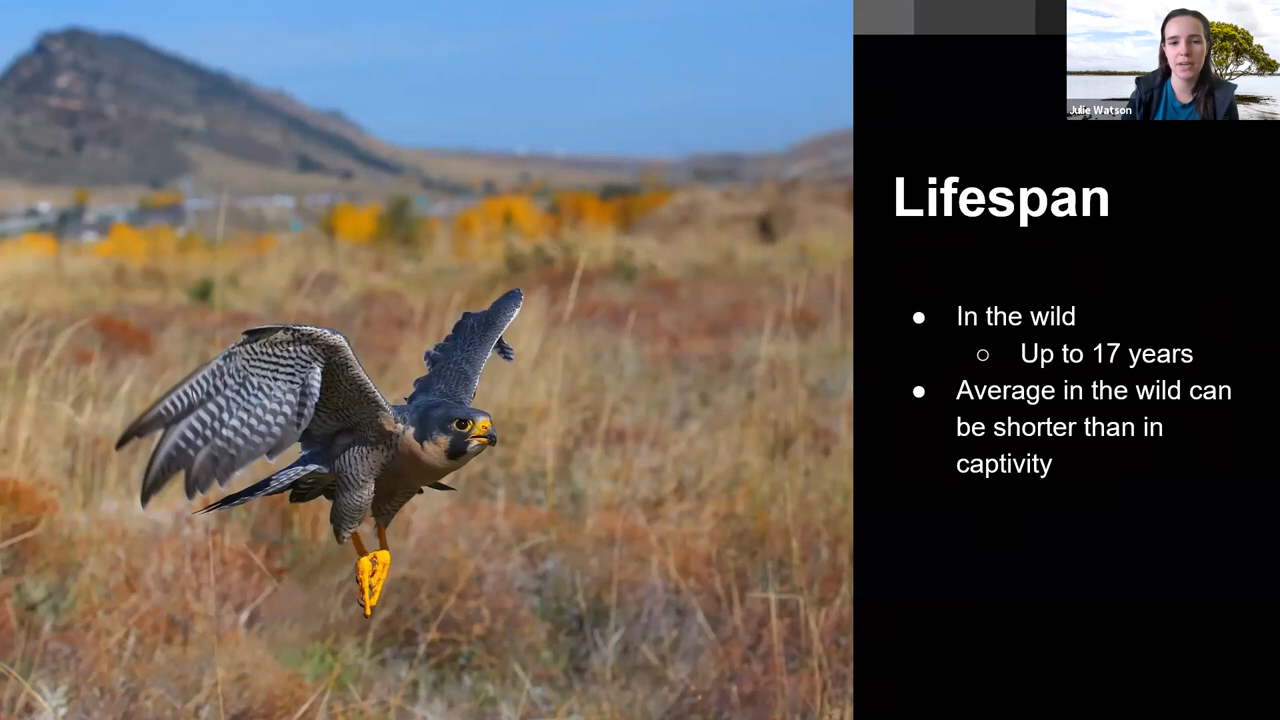 Julie Watson
Lifespan
● In the wild
○ Up to 17 years
● Average in the wild can
be shorter than in
captivity